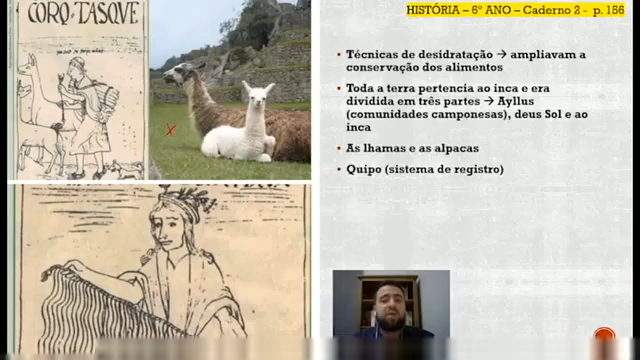 HISTÓRIA – 6º ANO – Caderno 2 - p. 156
CORQ·TASQVE
Técnicas de desidratação → ampliavam a
conservação dos alimentos
Toda a terra pertencia ao inca e era
dividida em três partes → Ayllus
(comunidades camponesas), deus Sol e ao
inca
As lhamas e as alpacas
Quipo (sistema de registro)